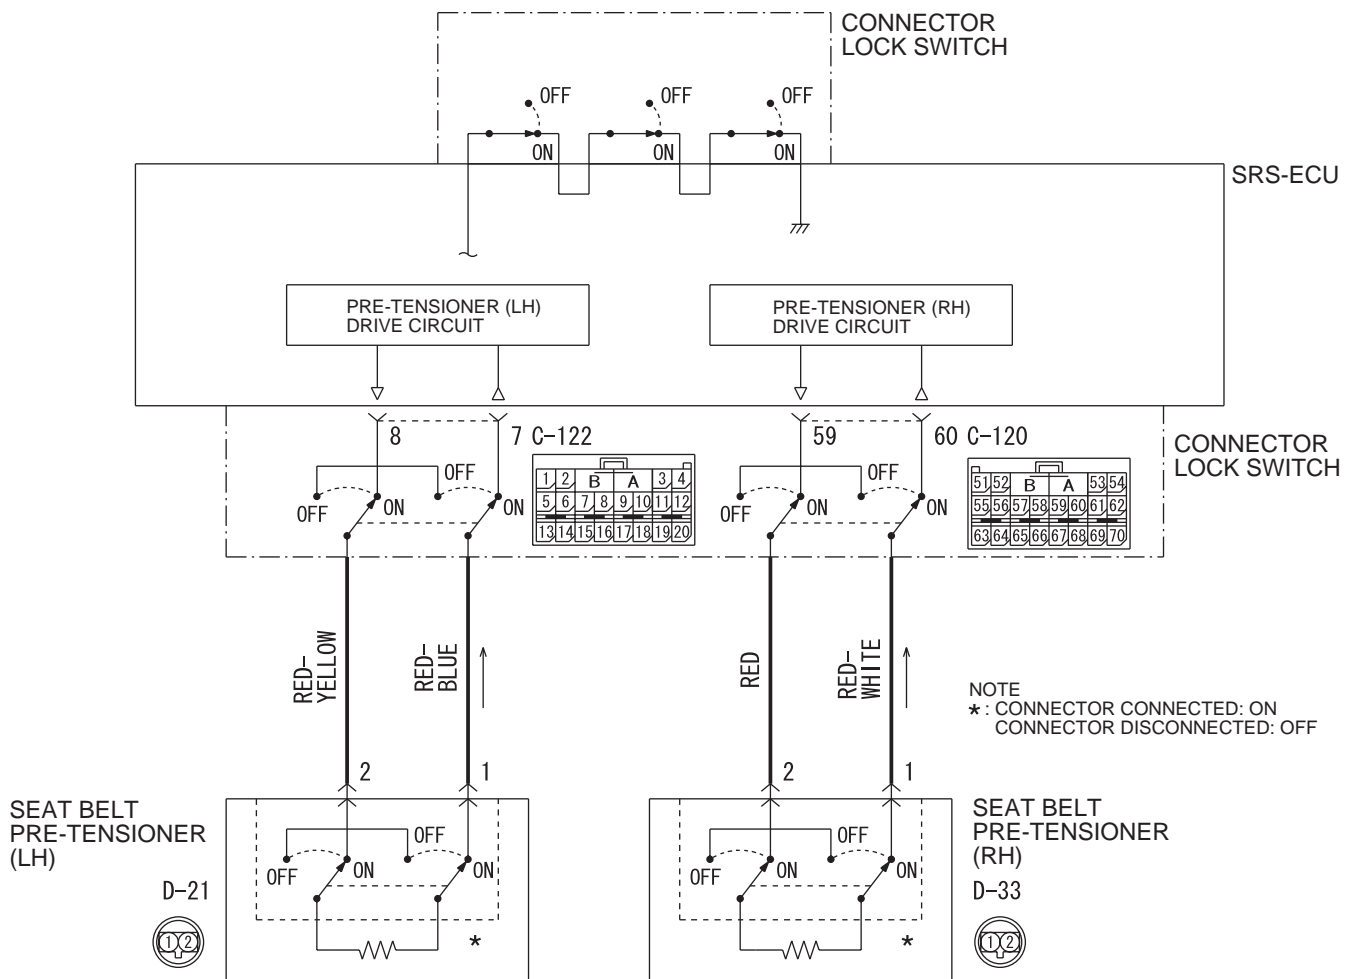 CONNECTOR
LOCK SWITCH
OFF OFF OFF
ON ON ON
SRS-ECU
PRE-TENSIONER (LH)
DRIVE CIRCUIT
PRE-TENSIONER (RH)
DRIVE CIRCUIT
8 7 C-122 59 60 C-120
CONNECTOR
LOCK SWITCH
OFF OFF
OFF ON ON
OFF ON ON
1 2 B A 3 4
5 6 7 8 9 10 11 12
13 14 15 16 17 18 19 20
51 52 B A 53 54
55 56 57 58 59 60 61 62
63 64 65 66 67 68 69 70
RED-
YELLOW
RED-
BLUE
RED
RED-
WHITE
NOTE
* : CONNECTOR CONNECTED: ON
CONNECTOR DISCONNECTED: OFF
2 1 2 1
SEAT BELT
PRE-TENSIONER
(LH)
D-21
1 2
OFF
OFF ON ON
*
OFF
OFF ON ON
*
SEAT BELT
PRE-TENSIONER
(RH)
D-33
1 2